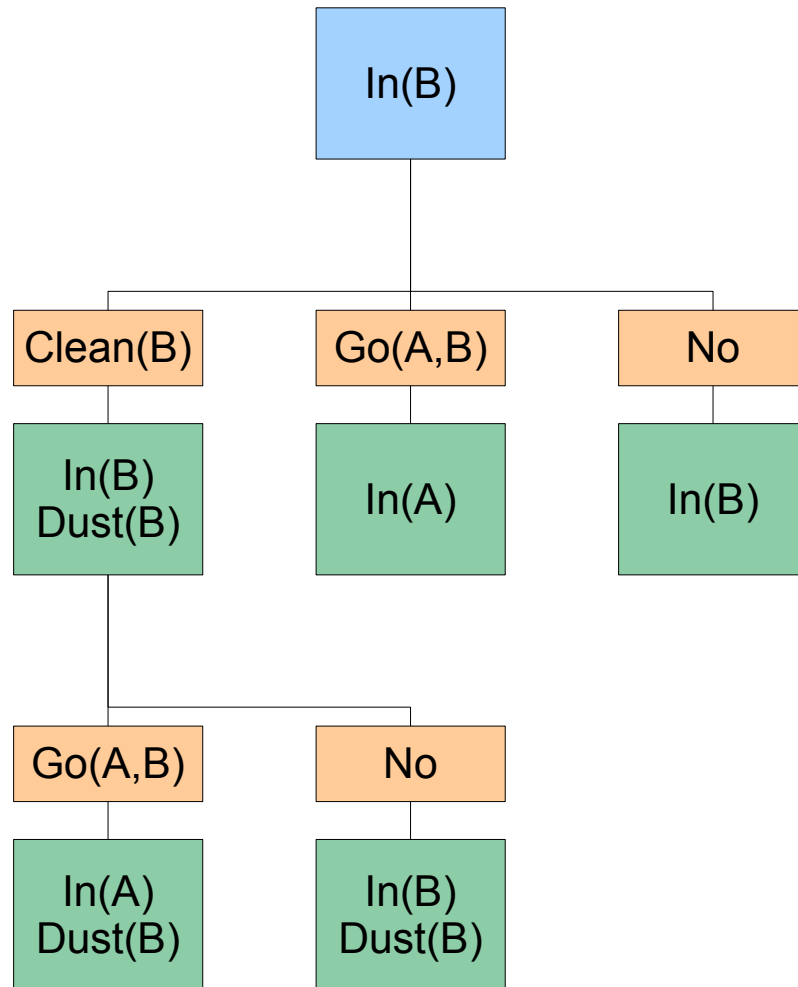 In(B)
Clean(B)
Go(A,B)
No
In(B)
Dust(B)
In(A)
In(B)
Go(A,B)
No
In(A)
Dust(B)
In(B)
Dust(B)